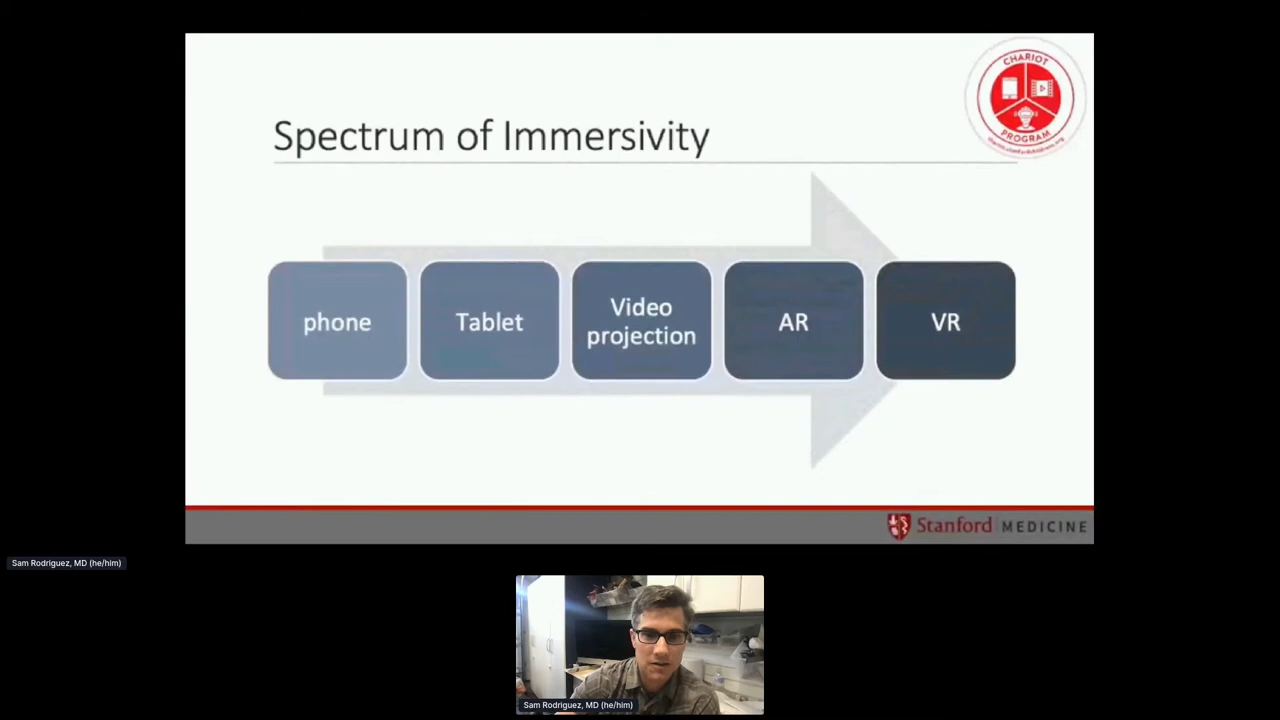 CHARIOT
PROGRAM
Spectrum of Immersivity
phone
Tablet
Video
projection
AR
VR
Stanford MEDICINE
Sam Rodriguez, MD (he/him)
Sam Rodriguez, MD (he/him)